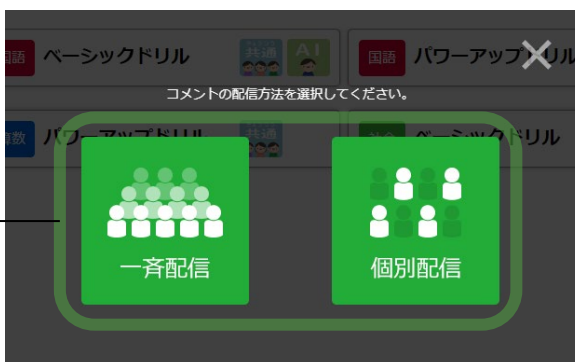 国語 ベーシックドリル 共通 AI 国語 パワーアップドリル
コメントの配信方法を選択してください。
算数 パワーアップドリル 共通 社会 ベーシックドリル
一斉配信 個別配信